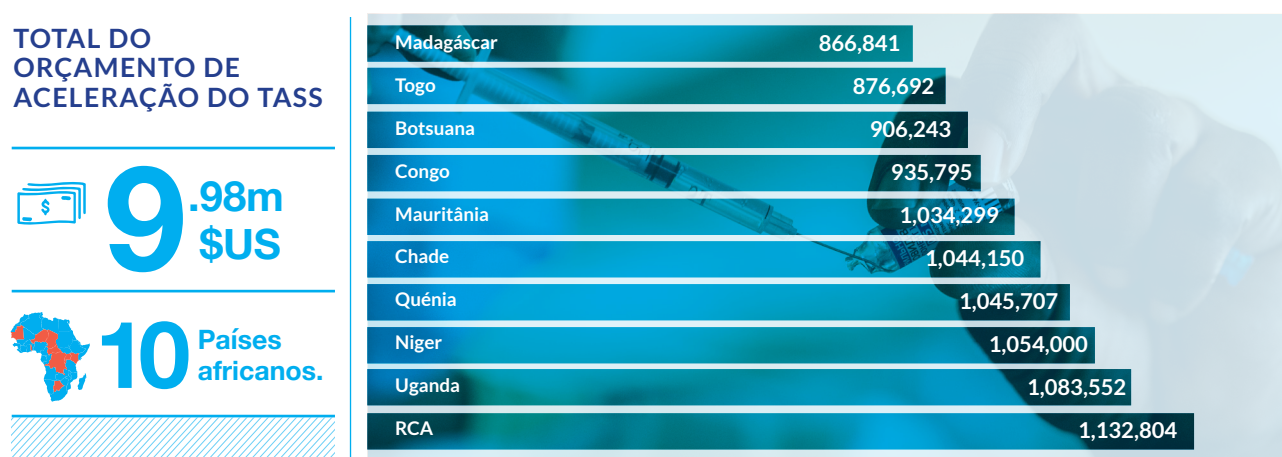 TOTAL DO
ORÇAMENTO DE
ACELERAÇÃO DO TASS
9.98m
$US
10 Países
africanos.
Madagáscar 866,841
Togo 876,692
Botsuana 906,243
Congo 935,795
Mauritânia 1,034,299
Chade 1,044,150
Quénia 1,045,707
Niger 1,054,000
Uganda 1,083,552
RCA 1,132,804